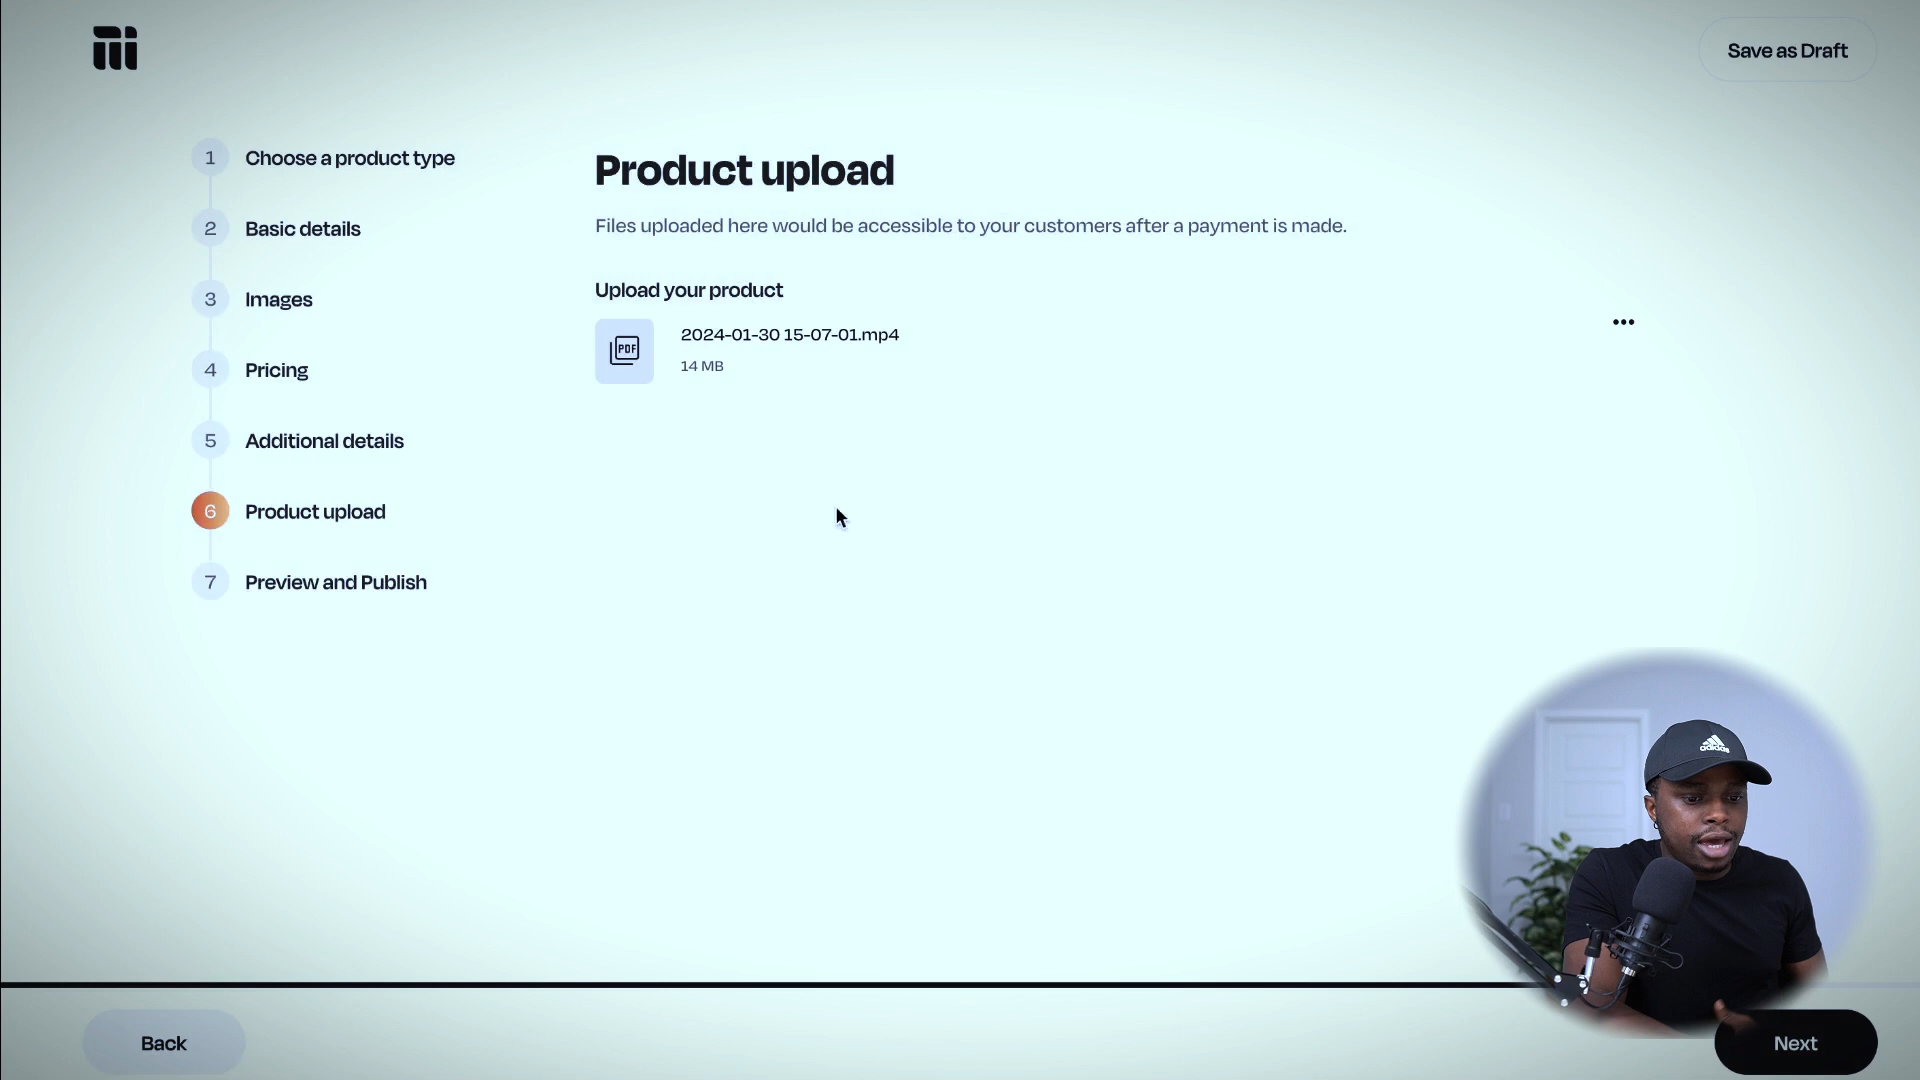 Save as Draft
1 Choose a product type
2 Basic details
3 Images
4 Pricing
5 Additional details
6 Product upload
7 Preview and Publish
Product upload
Files uploaded here would be accessible to your customers after a payment is made.
Upload your product
PDF
2024-01-30 15-07-01.mp4
14 MB
adidas
Back
Next